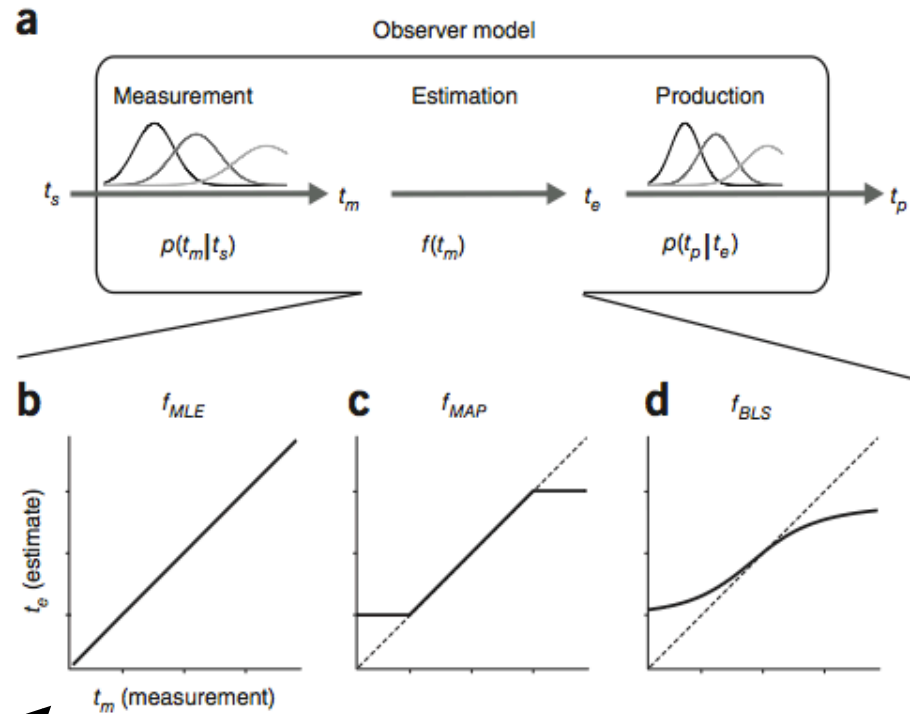 a
Observer model
Measurement Estimation Production
t_s t_m t_e t_p
p(t_m|t_s) f(t_m) p(t_p|t_e)
b f_MLE c f_MAP d f_BLS
t_e (estimate)
t_m (measurement)